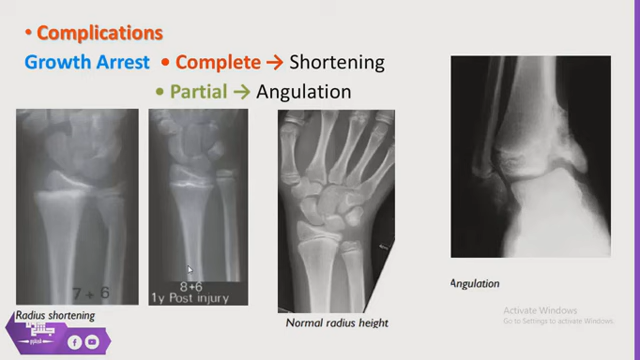 • Complications
Growth Arrest • Complete → Shortening
• Partial → Angulation
7 + 6
8+6
1y Post injury
Radius shortening
Normal radius height
Angulation
Activate Windows
Go to Settings to activate Windows.